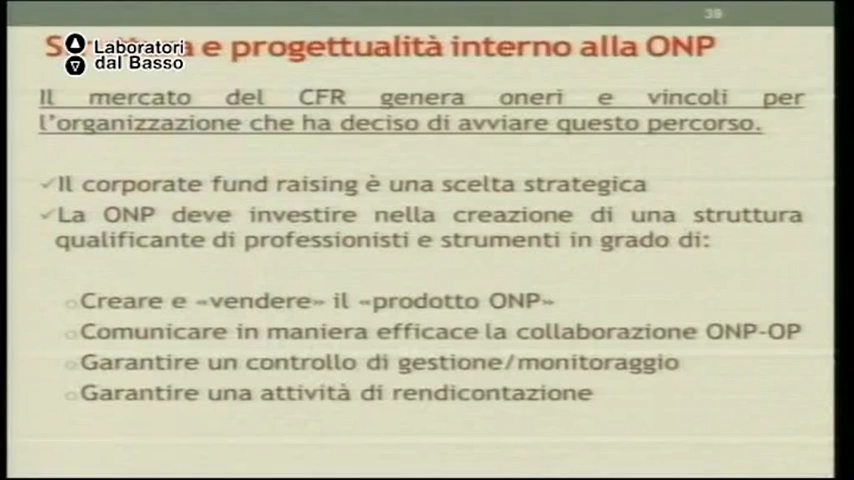 39
Laboratori
dal Basso
e progettualità interno alla ONP
Il mercato del CFR genera oneri e vincoli per
l'organizzazione che ha deciso di avviare questo percorso.
✓Il corporate fund raising è una scelta strategica
✓La ONP deve investire nella creazione di una struttura
qualificante di professionisti e strumenti in grado di:
○Creare e «vendere» il «prodotto ONP»
○Comunicare in maniera efficace la collaborazione ONP-OP
○Garantire un controllo di gestione/monitoraggio
○Garantire una attività di rendicontazione